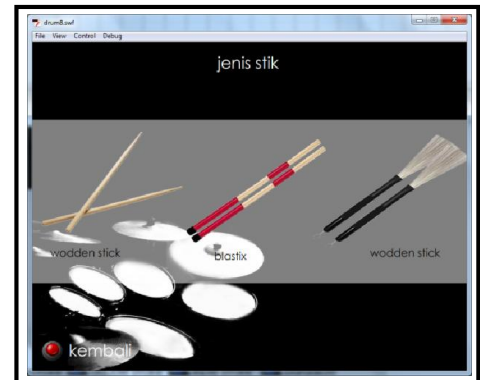 drum8.swf
File View Control Debug
jenis stik
wodden stick
blastix
wodden stick
kembali